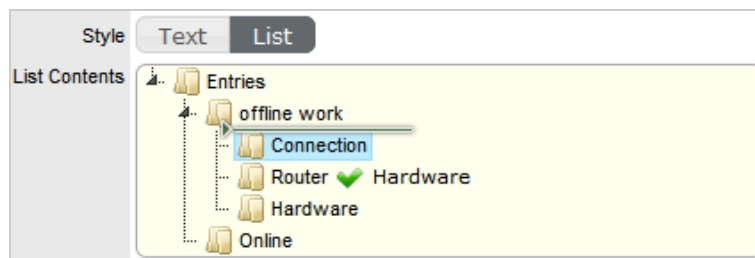 Style Text List
List Contents Entries
offline work
Connection
Router Hardware
Hardware
Online